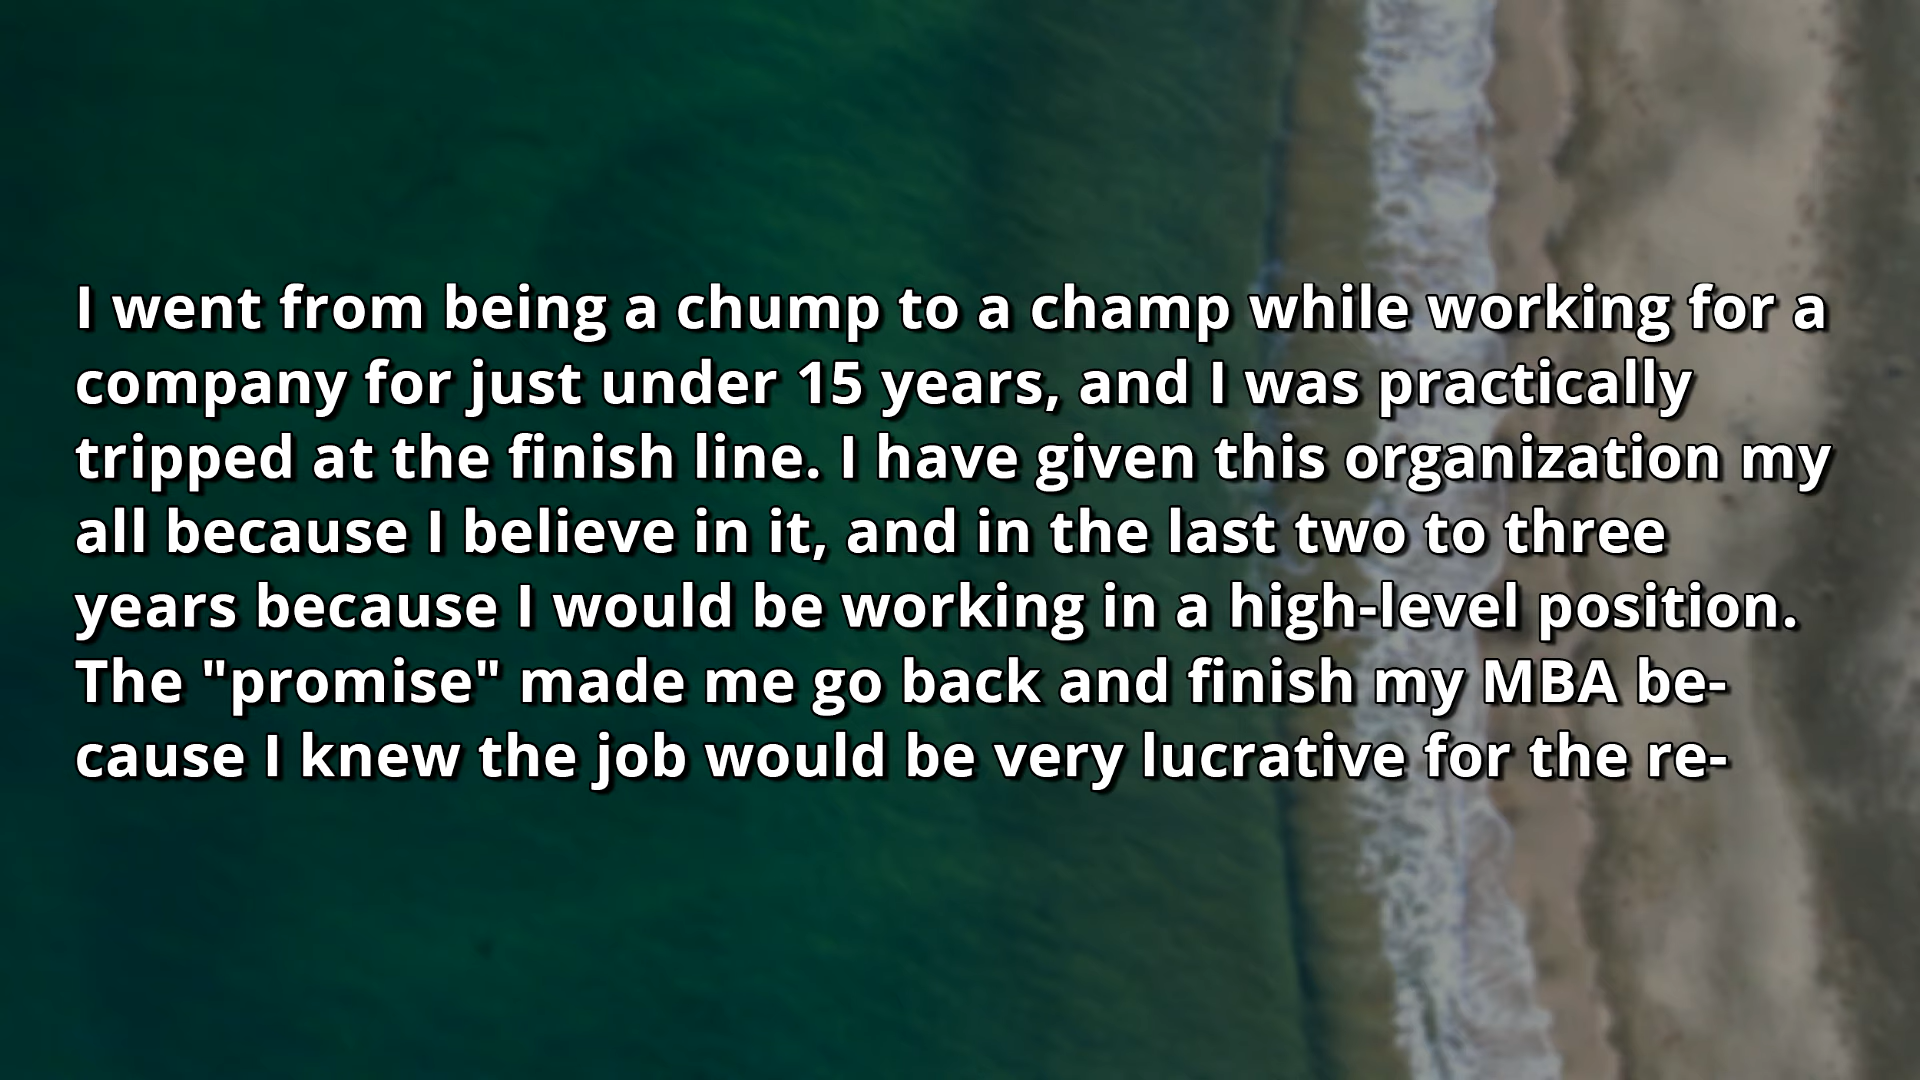 I went from being a chump to a champ while working for a
company for just under 15 years, and I was practically
tripped at the finish line. I have given this organization my
all because I believe in it, and in the last two to three
years because I would be working in a high-level position.
The "promise" made me go back and finish my MBA be-
cause I knew the job would be very lucrative for the re-